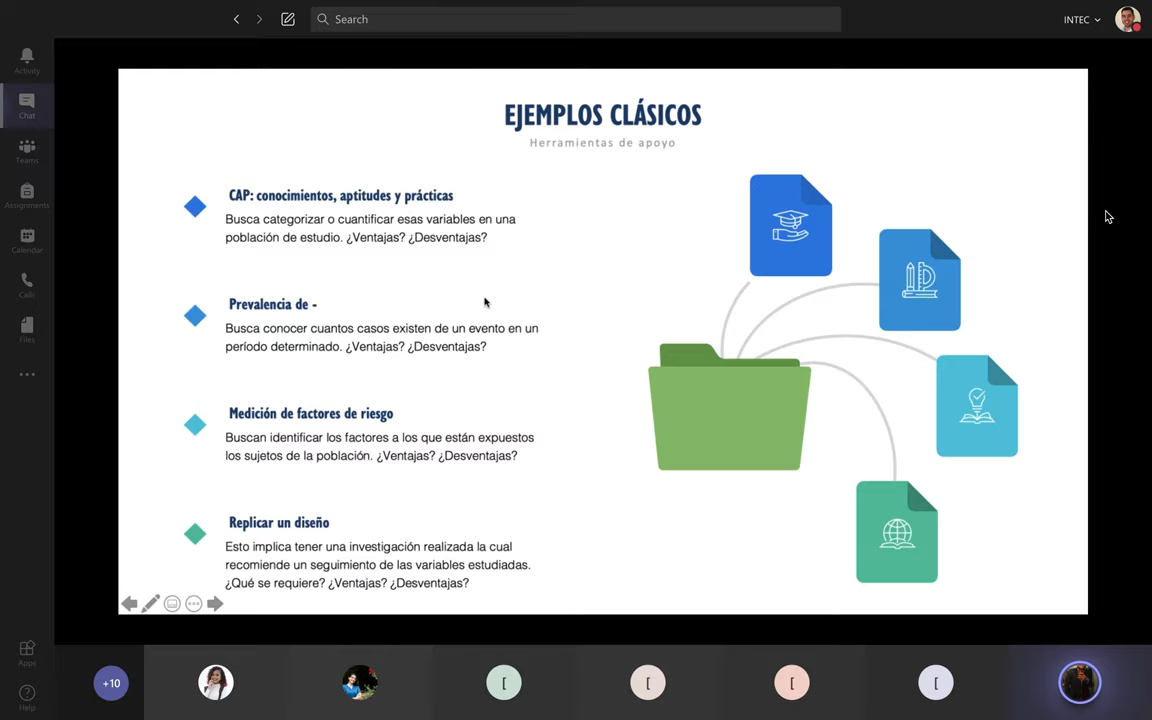 Search
INTEC
Activity
Chat
Teams
Assignments
Calendar
Calls
Files
EJEMPLOS CLÁSICOS
Herramientas de apoyo
CAP: conocimientos, aptitudes y prácticas
Busca categorizar o cuantificar esas variables en una
población de estudio. ¿Ventajas? ¿Desventajas?
Prevalencia de -
Busca conocer cuantos casos existen de un evento en un
período determinado. ¿Ventajas? ¿Desventajas?
Medición de factores de riesgo
Buscan identificar los factores a los que están expuestos
los sujetos de la población. ¿Ventajas? ¿Desventajas?
Replicar un diseño
Esto implica tener una investigación realizada la cual
recomiende un seguimiento de las variables estudiadas.
¿Qué se requiere? ¿Ventajas? ¿Desventajas?
Apps
Help
+10
[
[
[
[